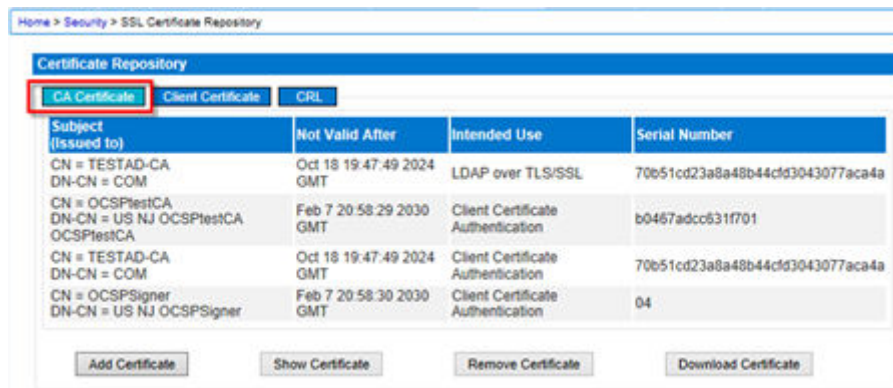 Home > Security > SSL Certificate Repository
Certificate Repository
CA Certificate Client Certificate CRL
Subject (Issued to) Not Valid After Intended Use Serial Number
CN = TESTAD-CA
DN-CN = COM
Oct 18 19:47:49 2024
GMT
LDAP over TLS/SSL
70b51cd23a8a48b44cfd3043077aca4a
CN = OCSPtestCA
DN-CN = US NJ OCSPtestCA
OCSPtestCA
Feb 7 20:58:29 2030
GMT
Client Certificate
Authentication
b0467adcc631f701
CN = TESTAD-CA
DN-CN = COM
Oct 18 19:47:49 2024
GMT
Client Certificate
Authentication
70b51cd23a8a48b44cfd3043077aca4a
CN = OCSPSigner
DN-CN = US NJ OCSPSigner
Feb 7 20:58:30 2030
GMT
Client Certificate
Authentication
04
Add Certificate Show Certificate Remove Certificate Download Certificate